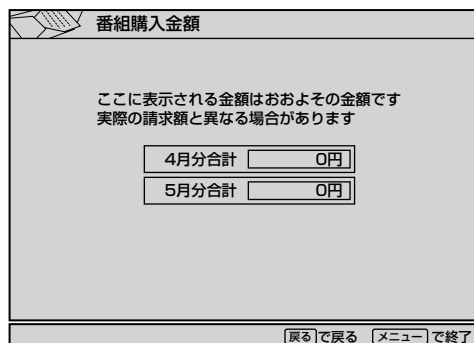 番組購入金額
ここに表示される金額はおおよその金額です
実際の請求額と異なる場合があります
4月分合計 0円
5月分合計 0円
戻るで戻る メニューで終了